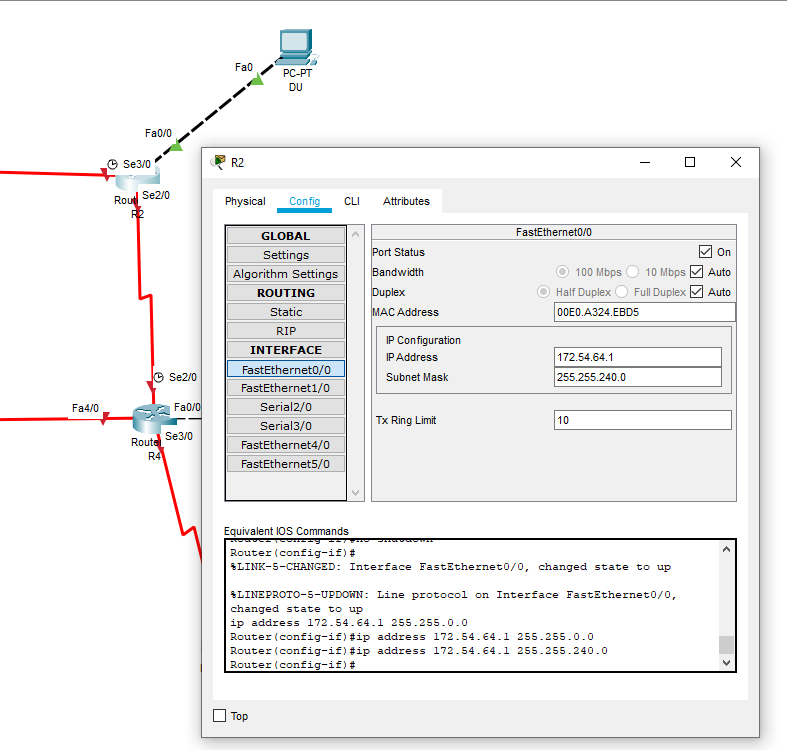 Fa0
PC-PT
DU
Fa0/0
Se3/0
Se2/0
R2
Se2/0
Fa4/0
Fa0/0
Se3/0
R4
R2
Physical Config CLI Attributes
GLOBAL
Settings
Algorithm Settings
ROUTING
Static
RIP
INTERFACE
FastEthernet0/0
FastEthernet1/0
Serial2/0
Serial3/0
FastEthernet4/0
FastEthernet5/0
FastEthernet0/0
Port Status On
Bandwidth 100 Mbps 10 Mbps Auto
Duplex Half Duplex Full Duplex Auto
MAC Address 00E0.A324.EBD5
IP Configuration
IP Address 172.54.64.1
Subnet Mask 255.255.240.0
Tx Ring Limit 10
Equivalent IOS Commands
Router(config-if)#no shutdown
Router(config-if)#
%LINK-5-CHANGED: Interface FastEthernet0/0, changed state to up
%LINEPROTO-5-UPDOWN: Line protocol on Interface FastEthernet0/0,
changed state to up
ip address 172.54.64.1 255.255.0.0
Router(config-if)#ip address 172.54.64.1 255.255.0.0
Router(config-if)#ip address 172.54.64.1 255.255.240.0
Router(config-if)#
Top